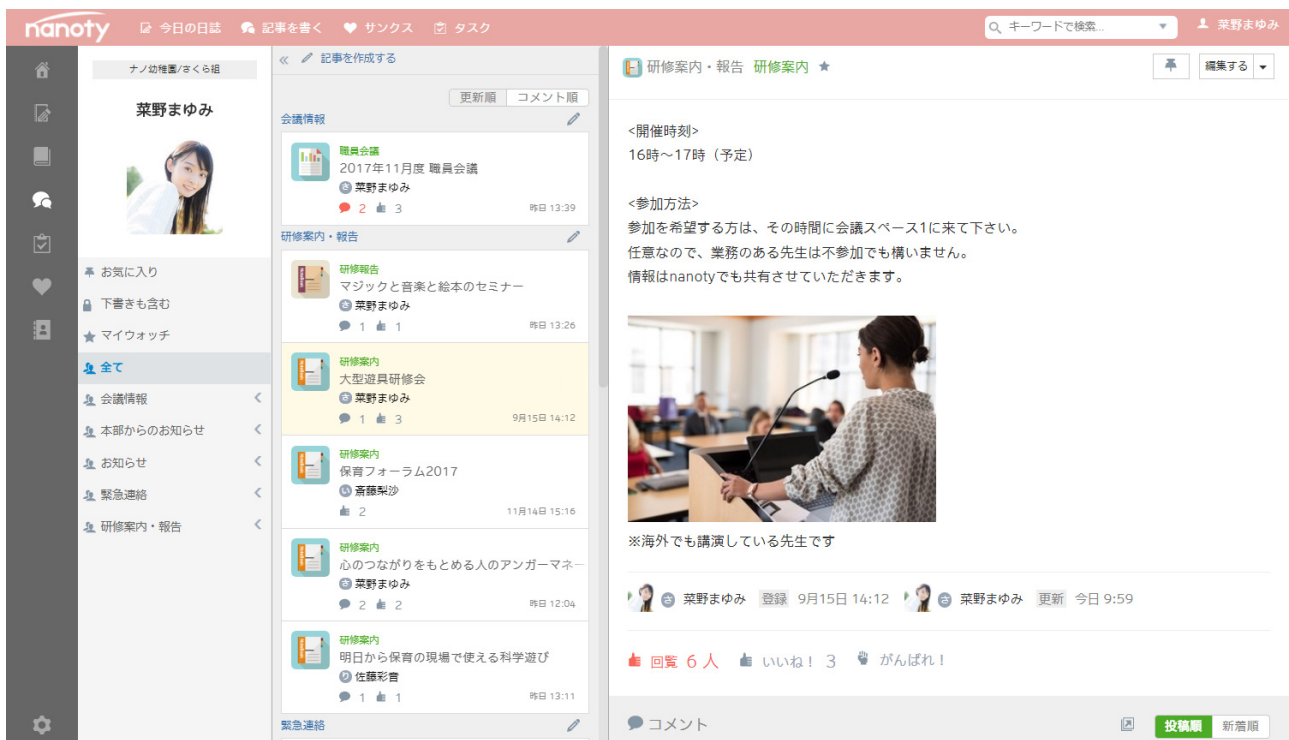 nanoty
今日の日誌
記事を書く
サンクス
タスク
キーワードで検索...
菜野まゆみ
ナノ幼稚園/さくら組
菜野まゆみ
お気に入り
下書きも含む
マイウォッチ
全て
会議情報
本部からのお知らせ
お知らせ
緊急連絡
研修案内・報告
記事を作成する
更新順 コメント順
会議情報
職員会議
2017年11月度 職員会議
さ 菜野まゆみ
2 3 昨日 13:39
研修案内・報告
研修報告
マジックと音楽と絵本のセミナー
さ 菜野まゆみ
1 1 昨日 13:26
研修案内
大型遊具研修会
さ 菜野まゆみ
1 3 9月15日 14:12
研修案内
保育フォーラム2017
い 斎藤梨沙
2 11月14日 15:16
研修案内
心のつながりをもとめる人のアンガーマネー
さ 菜野まゆみ
2 2 昨日 12:04
研修案内
明日から保育の現場で使える科学遊び
り 佐藤彩音
1 1 昨日 13:11
緊急連絡
研修案内・報告 研修案内
編集する
<開催時刻>
16時～17時（予定）
<参加方法>
参加を希望する方は、その時間に会議スペース1に来て下さい。
任意なので、業務のある先生は不参加でも構いません。
情報はnanotyでも共有させていただきます。
※海外でも講演している先生です
さ 菜野まゆみ 登録 9月15日 14:12 さ 菜野まゆみ 更新 今日 9:59
回覧 6 人 いいね！ 3 がんばれ！
コメント
投稿順 新着順